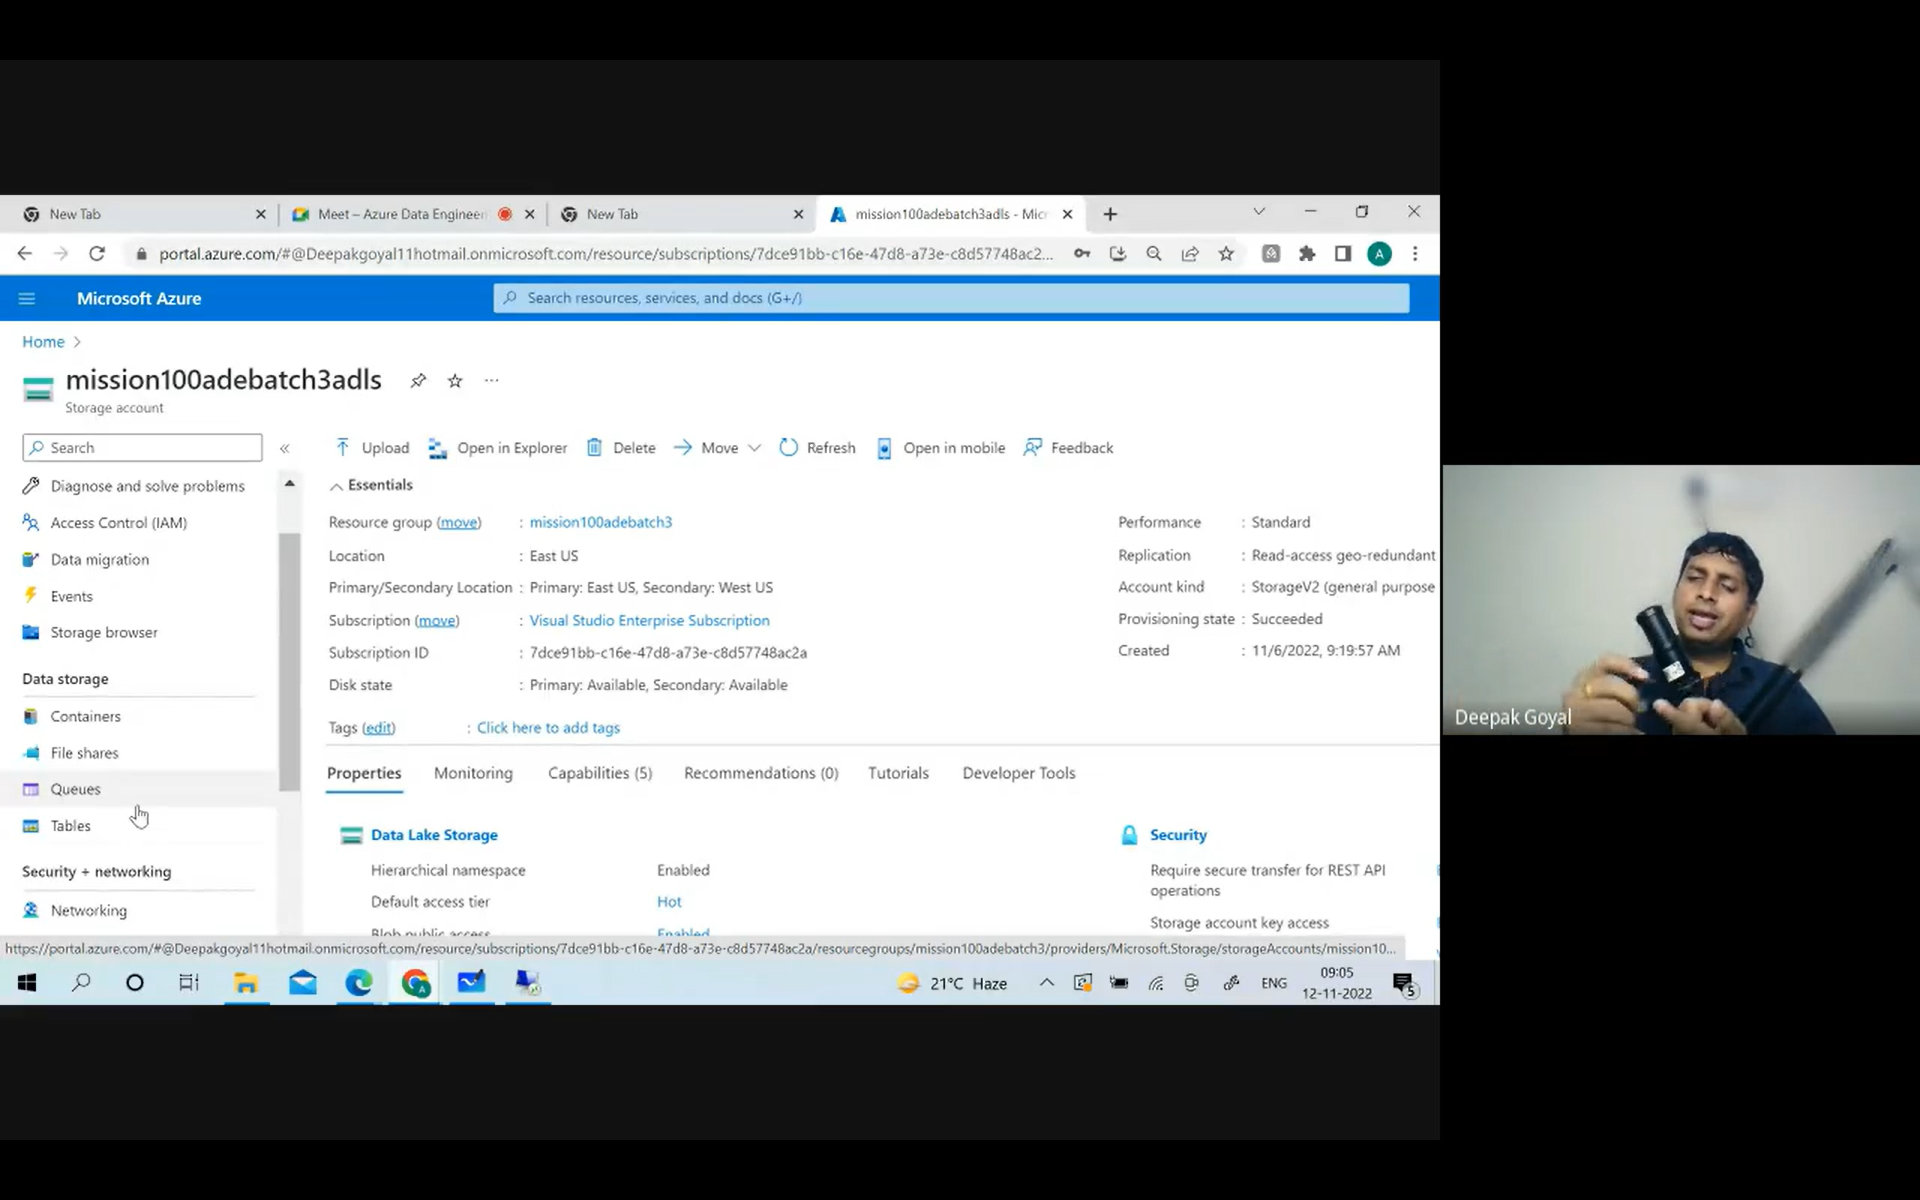 New Tab
Meet – Azure Data Engineer
New Tab
mission100adebatch3adls - Mic
portal.azure.com/#@Deepakgoyal11hotmail.onmicrosoft.com/resource/subscriptions/7dce91bb-c16e-47d8-a73e-c8d57748ac2...
A
Microsoft Azure
Search resources, services, and docs (G+/)
Home >
mission100adebatch3adls
Storage account
Search
Upload
Open in Explorer
Delete
Move
Refresh
Open in mobile
Feedback
Diagnose and solve problems
Access Control (IAM)
Data migration
Events
Storage browser
Data storage
Containers
File shares
Queues
Tables
Security + networking
Networking
Essentials
Resource group (move) : mission100adebatch3
Location : East US
Primary/Secondary Location : Primary: East US, Secondary: West US
Subscription (move) : Visual Studio Enterprise Subscription
Subscription ID : 7dce91bb-c16e-47d8-a73e-c8d57748ac2a
Disk state : Primary: Available, Secondary: Available
Tags (edit) : Click here to add tags
Performance : Standard
Replication : Read-access geo-redundant
Account kind : StorageV2 (general purpose
Provisioning state : Succeeded
Created : 11/6/2022, 9:19:57 AM
Properties
Monitoring
Capabilities (5)
Recommendations (0)
Tutorials
Developer Tools
Data Lake Storage
Hierarchical namespace Enabled
Default access tier Hot
Blob public access Enabled
Security
Require secure transfer for REST API
operations
Storage account key access
https://portal.azure.com/#@Deepakgoyal11hotmail.onmicrosoft.com/resource/subscriptions/7dce91bb-c16e-47d8-a73e-c8d57748ac2a/resourcegroups/mission100adebatch3/providers/Microsoft.Storage/storageAccounts/mission10...
21°C Haze
ENG
09:05
12-11-2022
5
Deepak Goyal